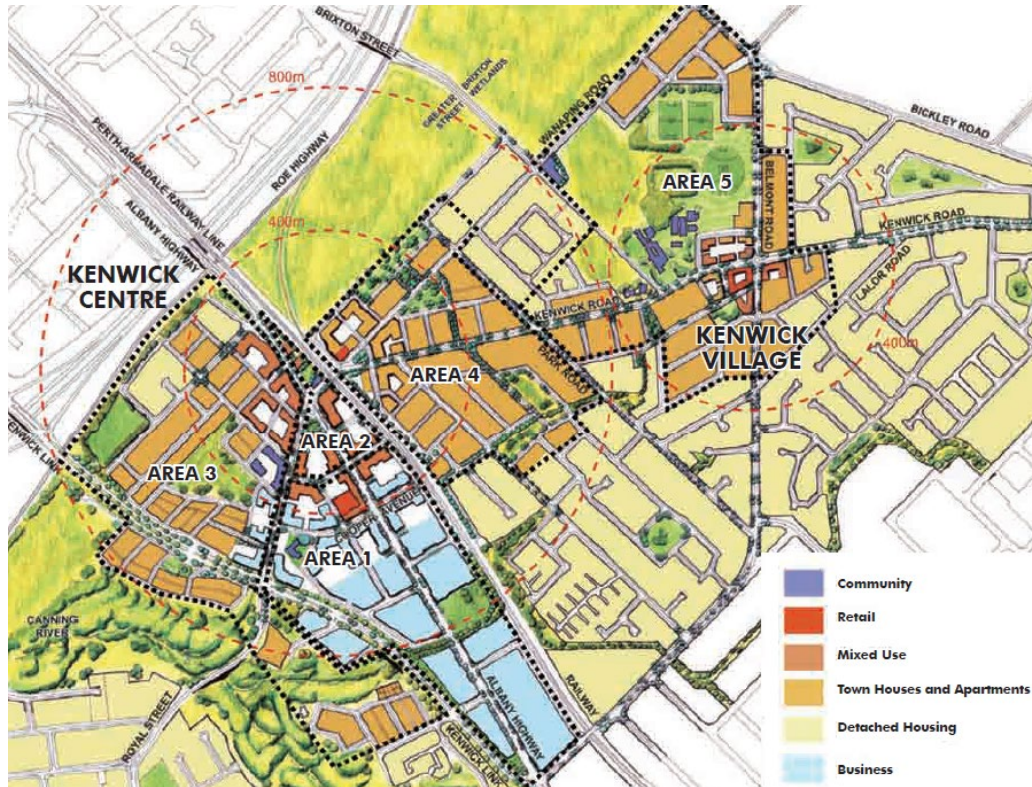 BRIXTON STREET
800m
GREATER BRIXTON
STREET WETLANDS
WANAPING ROAD
BICKLEY ROAD
PERTH-ARMADALE RAILWAY LINE
ROE HIGHWAY
ALBANY HIGHWAY
AREA 5
BELMONT ROAD
400m
KENWICK ROAD
KENWICK
CENTRE
LALOR ROAD
KENWICK ROAD
KENWICK
VILLAGE
400m
PARK ROAD
AREA 4
KENWICK LINK
AREA 2
AREA 3
AVENUE
AREA 1
Community
CANNING
RIVER
Retail
Mixed Use
RAILWAY
Town Houses and Apartments
ALBANY HIGHWAY
ROYAL STREET
Detached Housing
KENWICK LINK
Business